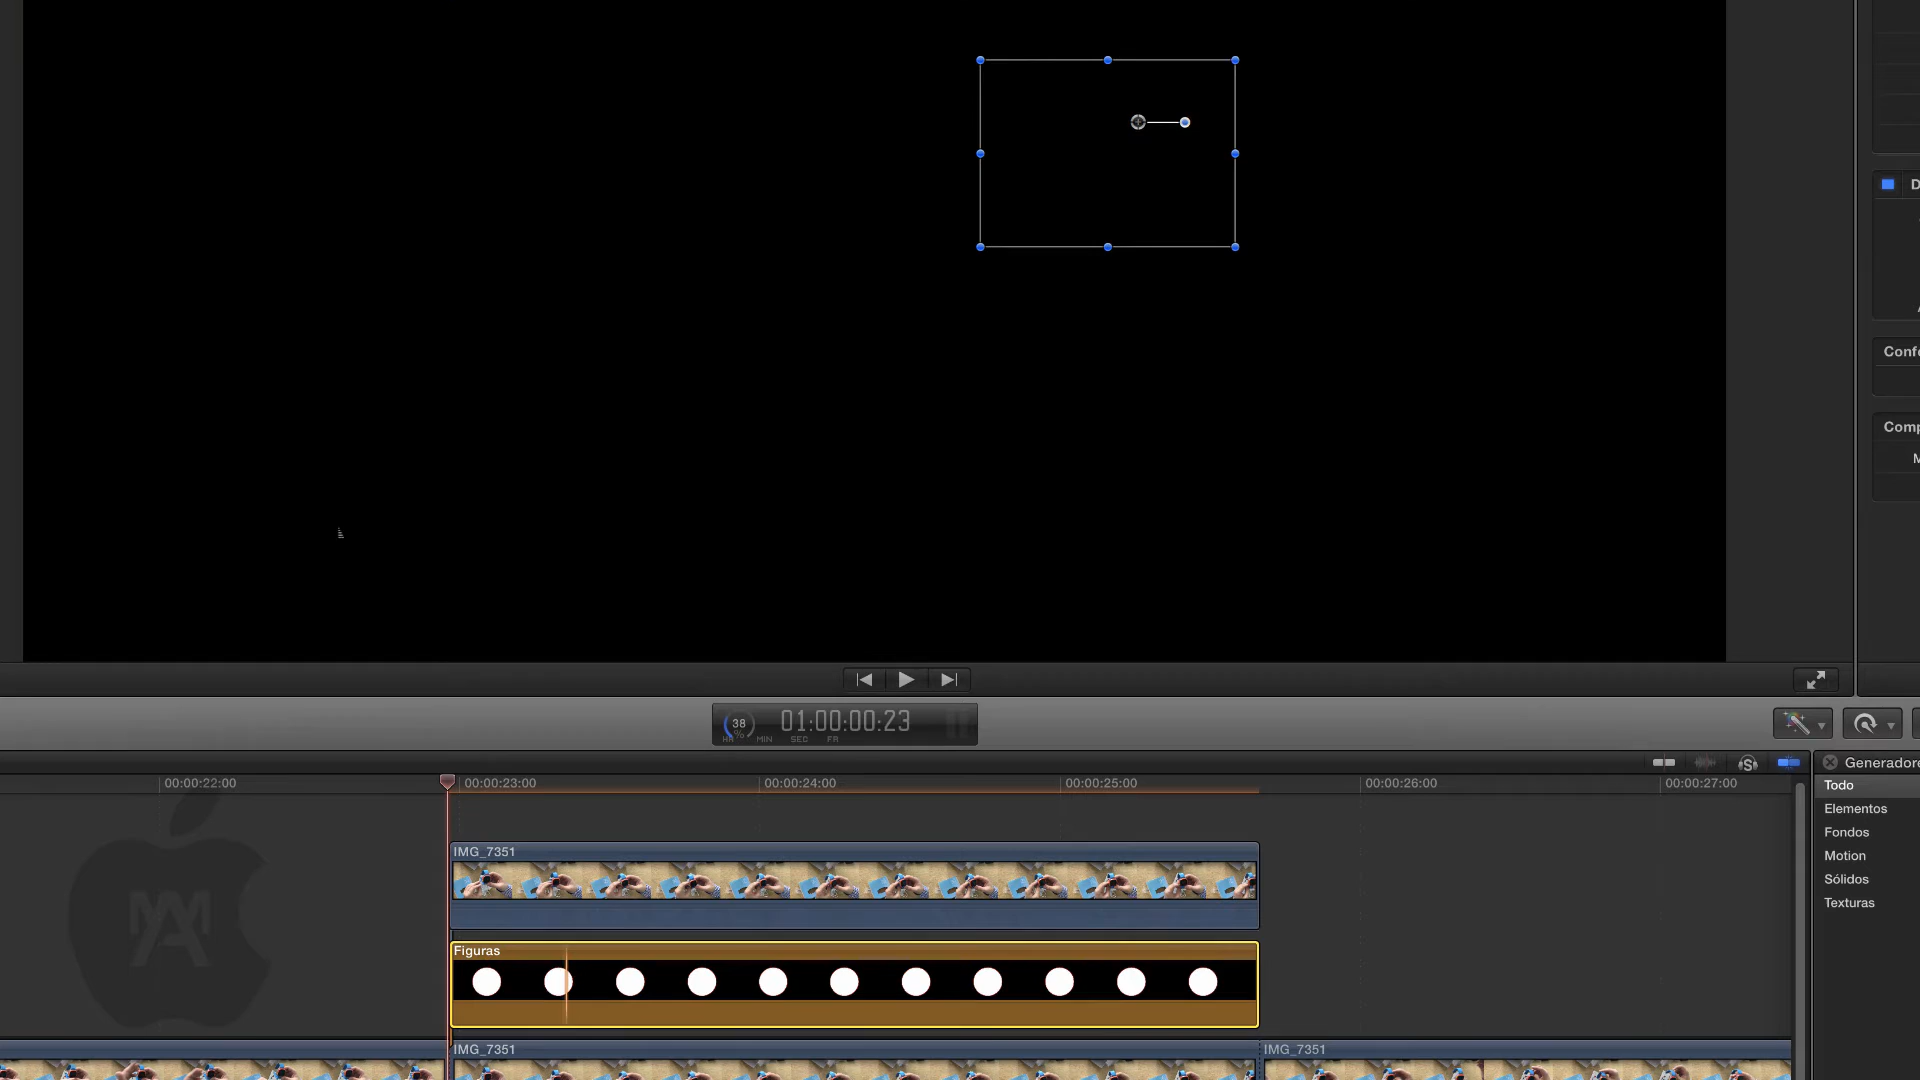 D
Conf
Comp
M
38
%
01:00:00:23
HR MIN SEC FR
00:00:22:00
00:00:23:00
00:00:24:00
00:00:25:00
00:00:26:00
00:00:27:00
Generadore
Todo
Elementos
Fondos
Motion
Sólidos
Texturas
IMG_7351
Figuras
IMG_7351
IMG_7351